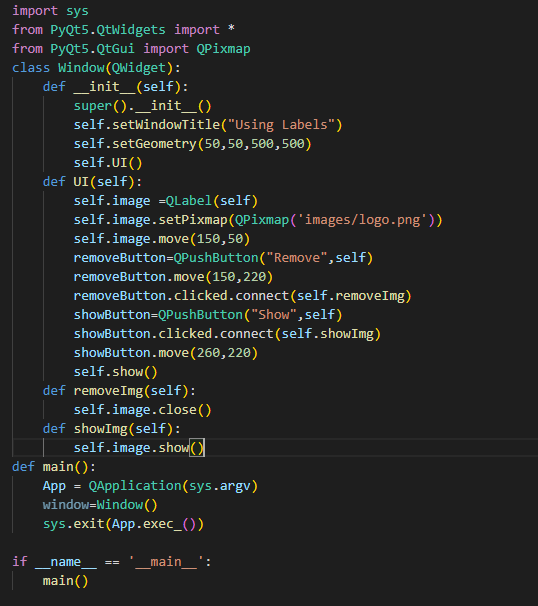 import sys
from PyQt5.QtWidgets import *
from PyQt5.QtGui import QPixmap
class Window(QWidget):
    def __init__(self):
        super().__init__()
        self.setWindowTitle("Using Labels")
        self.setGeometry(50,50,500,500)
        self.UI()
    def UI(self):
        self.image =QLabel(self)
        self.image.setPixmap(QPixmap('images/logo.png'))
        self.image.move(150,50)
        removeButton=QPushButton("Remove",self)
        removeButton.move(150,220)
        removeButton.clicked.connect(self.removeImg)
        showButton=QPushButton("Show",self)
        showButton.clicked.connect(self.showImg)
        showButton.move(260,220)
        self.show()
    def removeImg(self):
        self.image.close()
    def showImg(self):
        self.image.show()
def main():
    App = QApplication(sys.argv)
    window=Window()
    sys.exit(App.exec_())

if __name__ == '__main__':
    main()